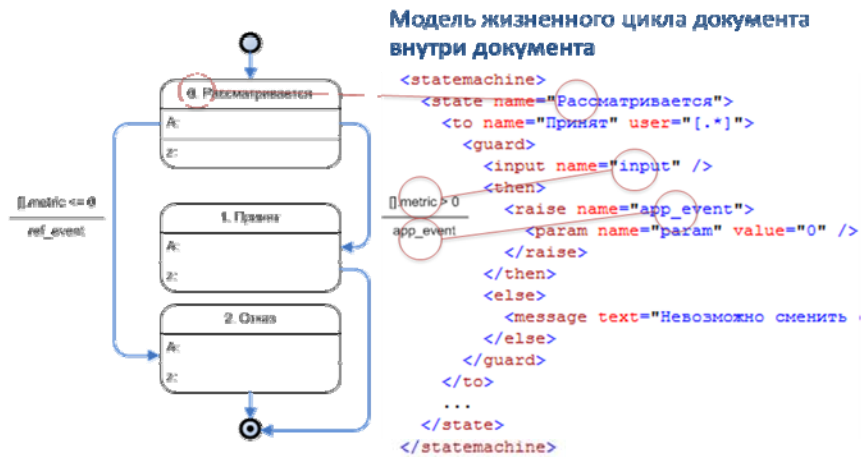 Модель жизненного цикла документа
внутри документа
0. Рассматривается
A:
z:
[].metric <= 0
ref_event
[].metric > 0
app_event
1. Принят
A:
z:
2. Отказ
A:
z:
<statemachine>
<state name="Рассматривается">
<to name="Принят" user="[.*]">
<guard>
<input name="input" />
<then>
<raise name="app_event">
<param name="param" value="0" />
</raise>
</then>
<else>
<message text="Невозможно сменить
</else>
</guard>
</to>
...
</state>
</statemachine>